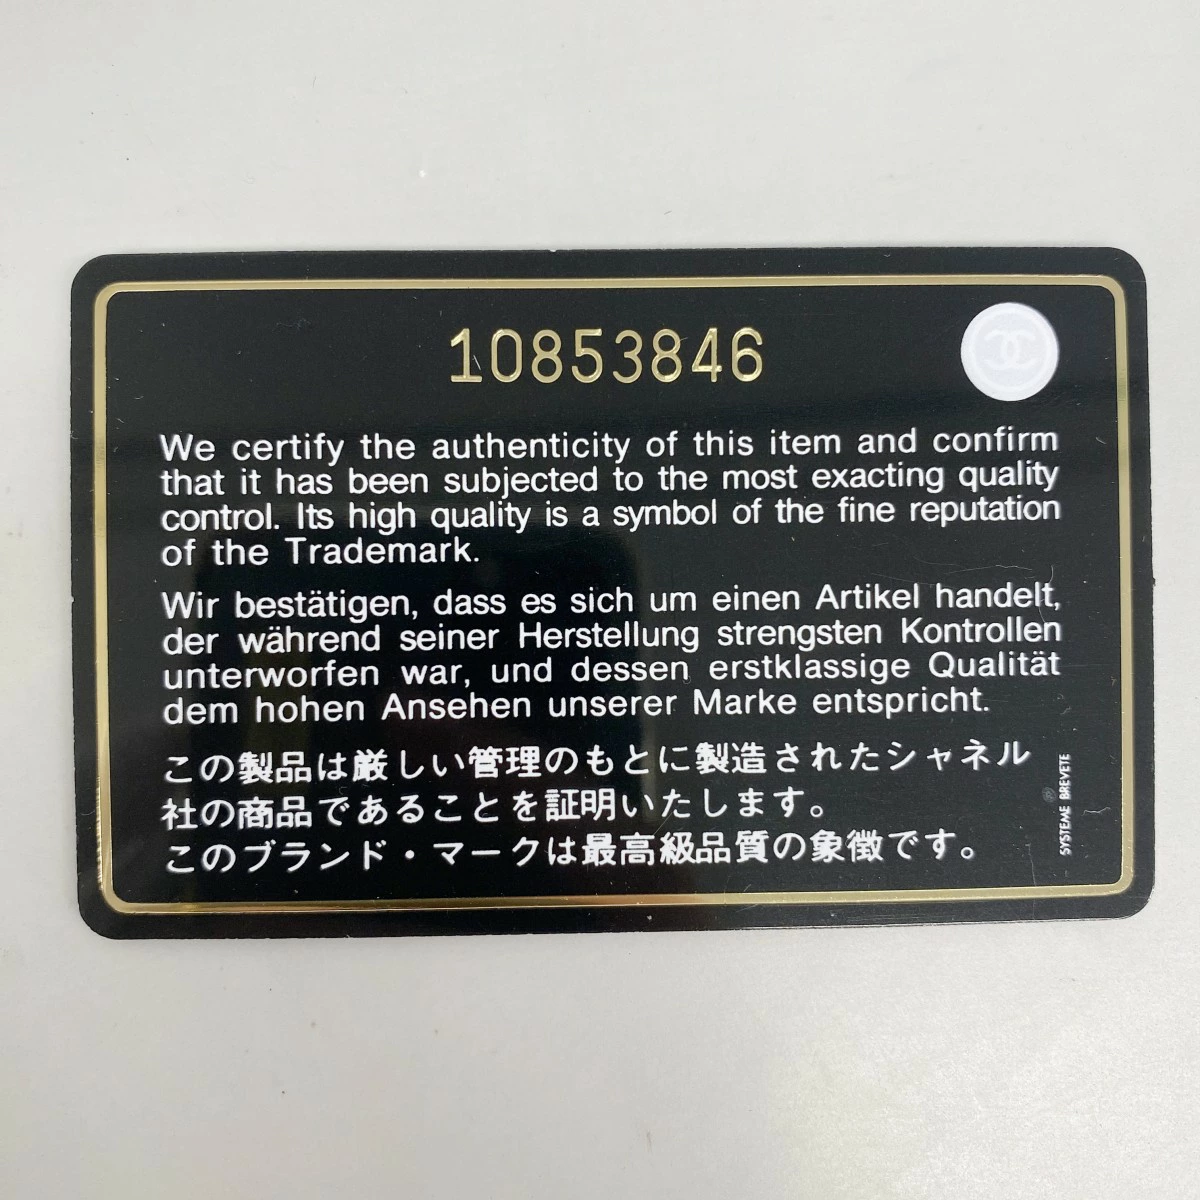 10853846
We certify the authenticity of this item and confirm
that it has been subjected to the most exacting quality
control. Its high quality is a symbol of the fine reputation
of the Trademark.
Wir bestätigen, dass es sich um einen Artikel handelt,
der während seiner Herstellung strengsten Kontrollen
unterworfen war, und dessen erstklassige Qualität
dem hohen Ansehen unserer Marke entspricht.
この製品は厳しい管理のもとに製造されたシャネル
社の商品であることを証明いたします。
このブランド・マークは最高級品質の象徴です。
SYSTEME BREVETE